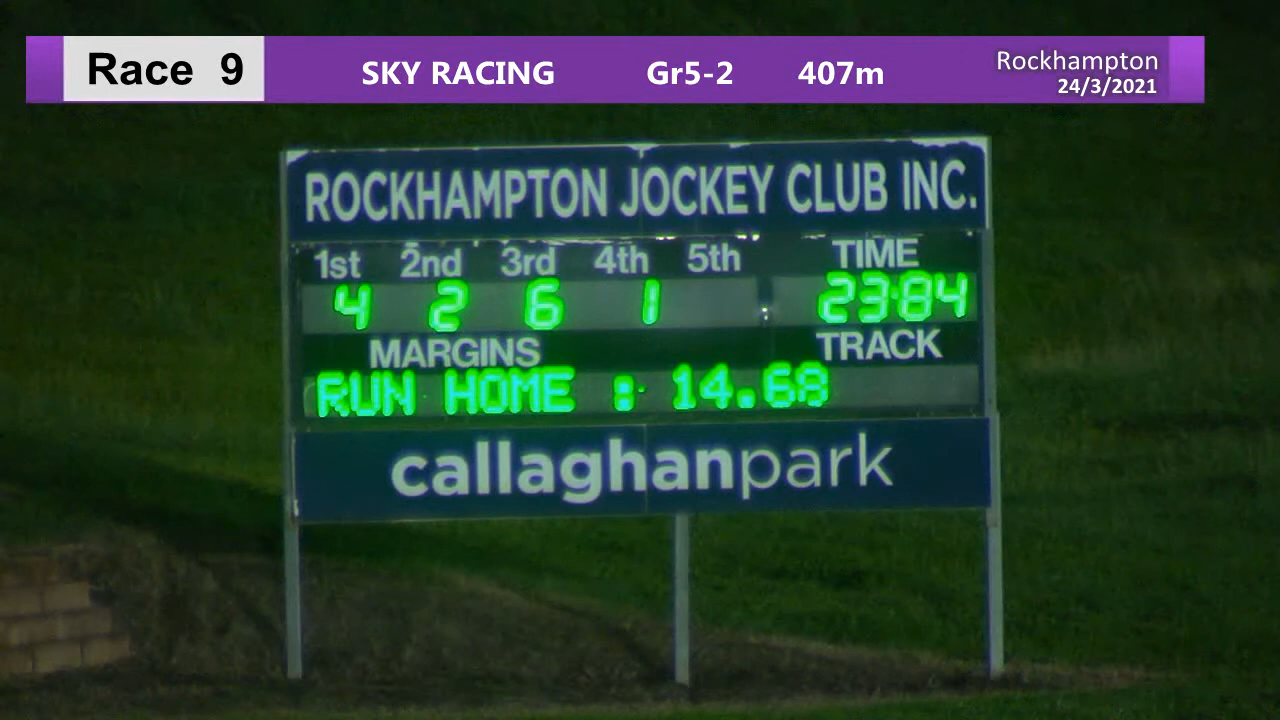 Race 9 SKY RACING Gr5-2 407m Rockhampton
24/3/2021
ROCKHAMPTON JOCKEY CLUB INC.
1st 2nd 3rd 4th 5th TIME
4 2 6 1 23.84
MARGINS TRACK
RUN HOME : 14.68
callaghanpark